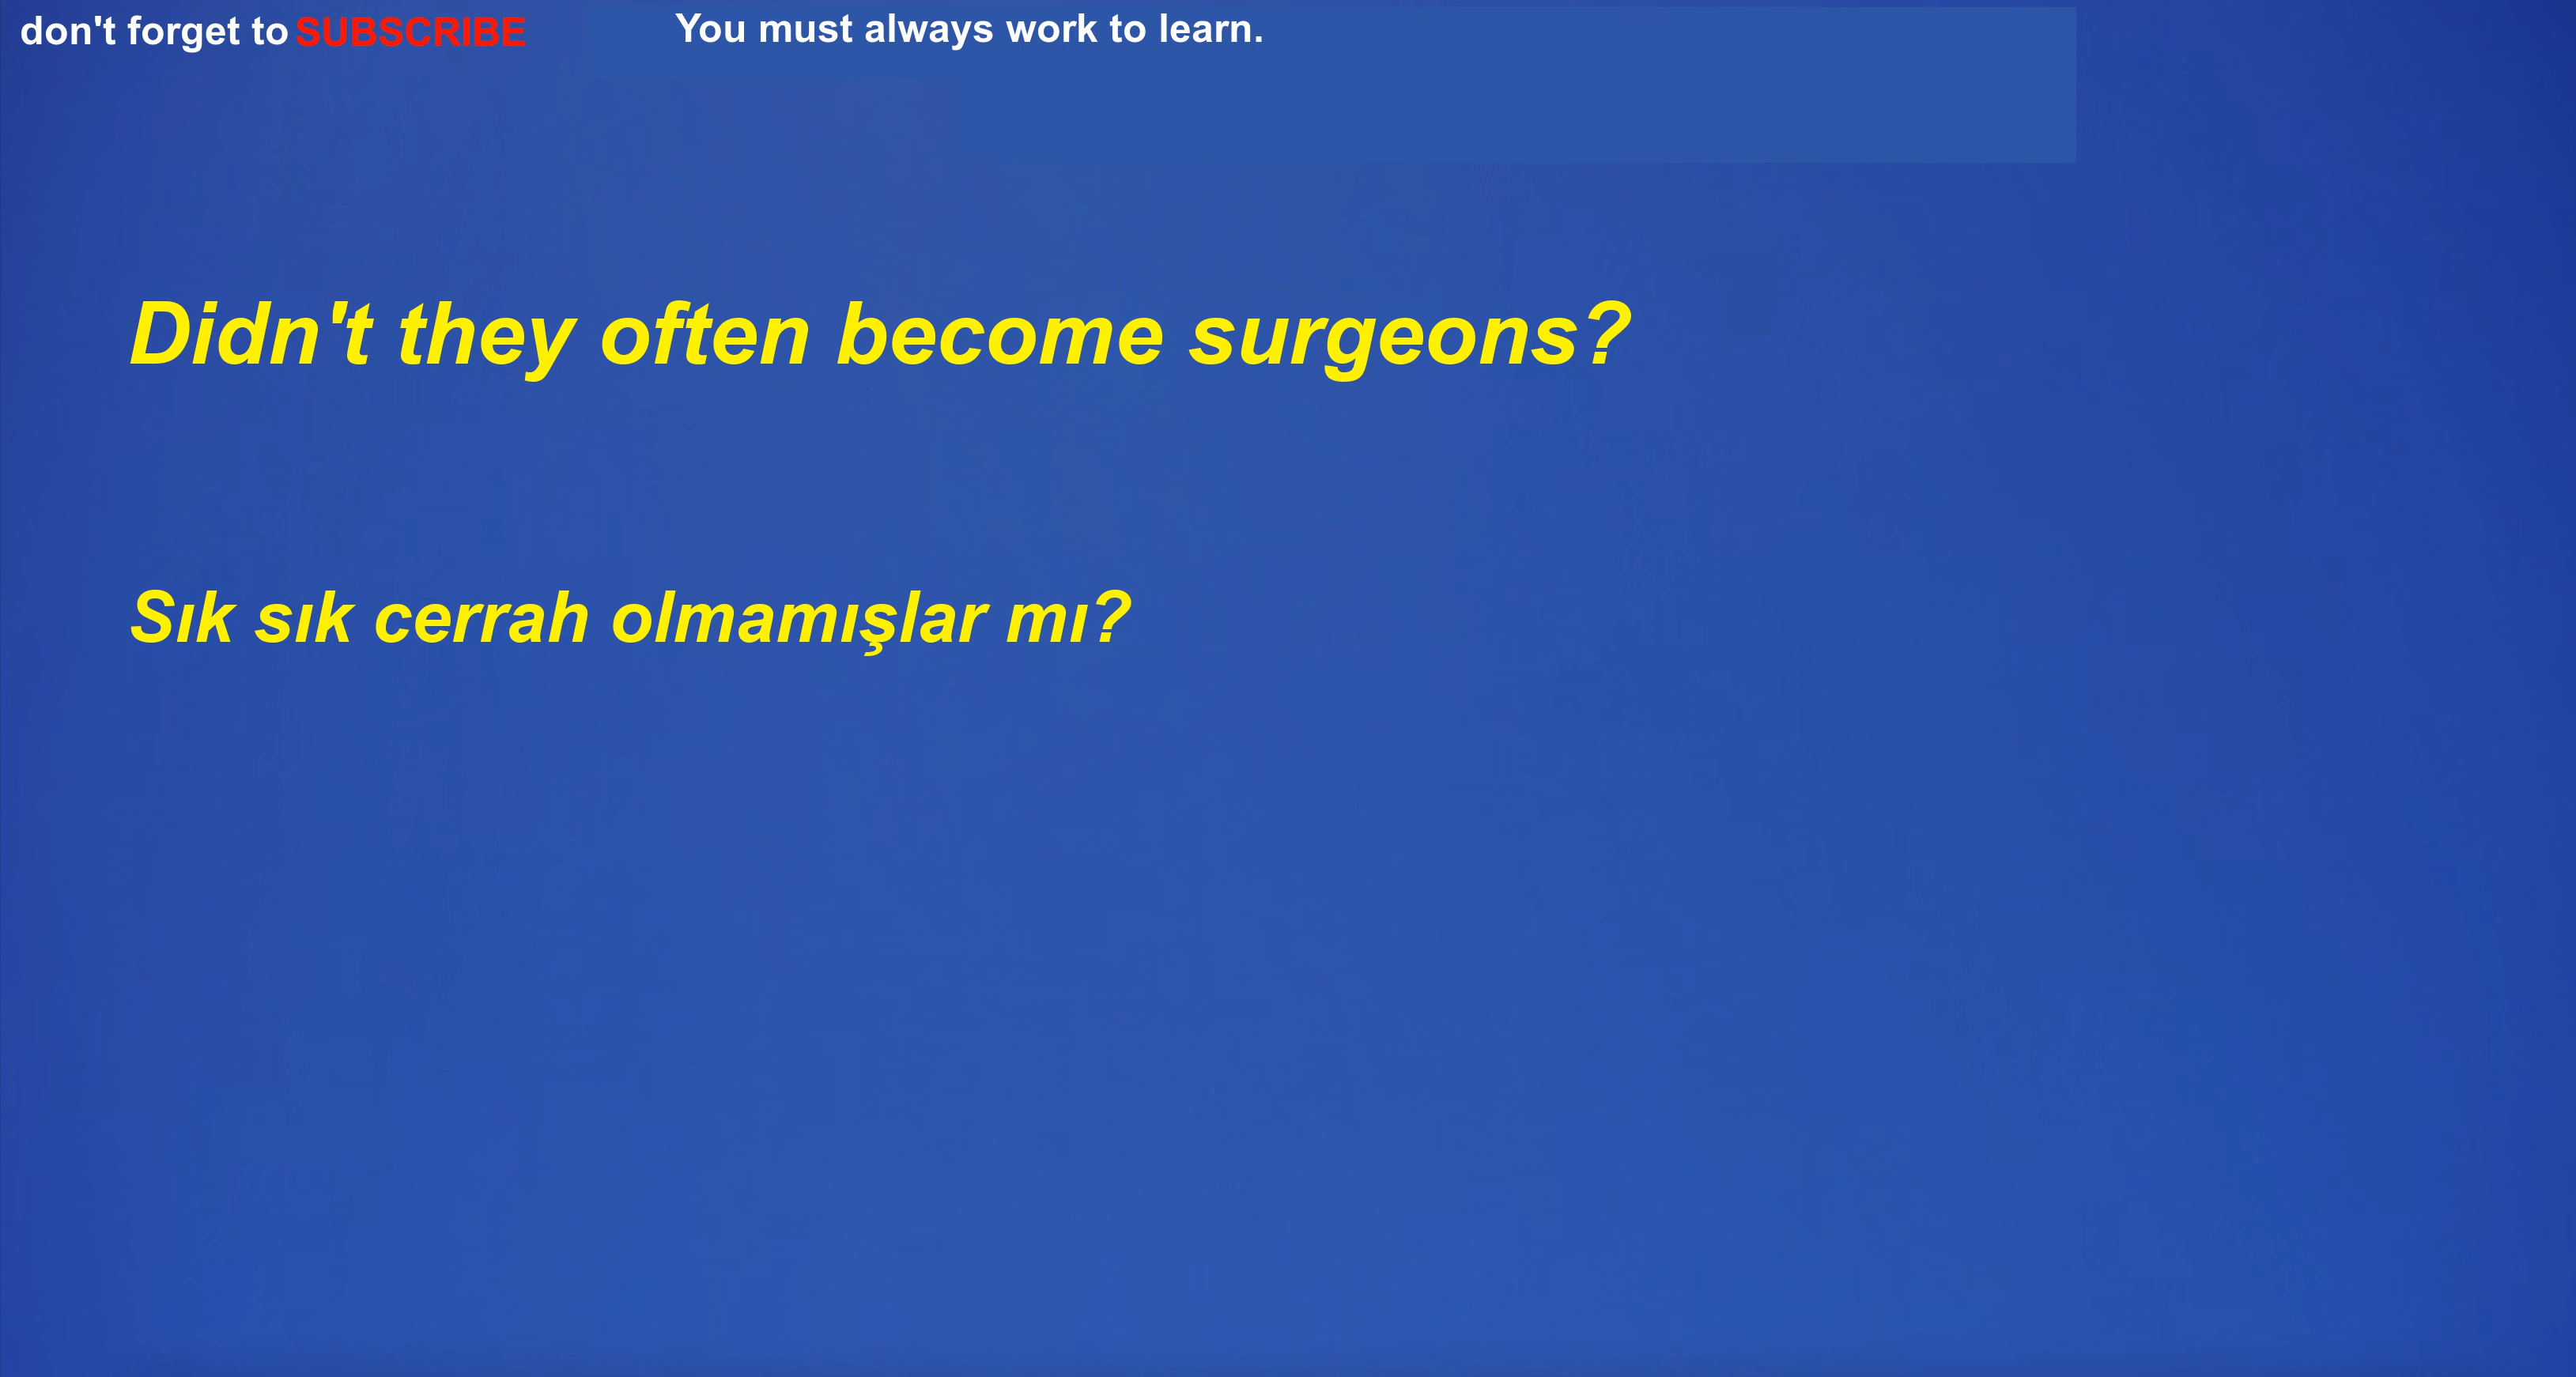 don't forget to SUBSCRIBE
You must always work to learn.
Didn't they often become surgeons?
Sık sık cerrah olmamışlar mı?